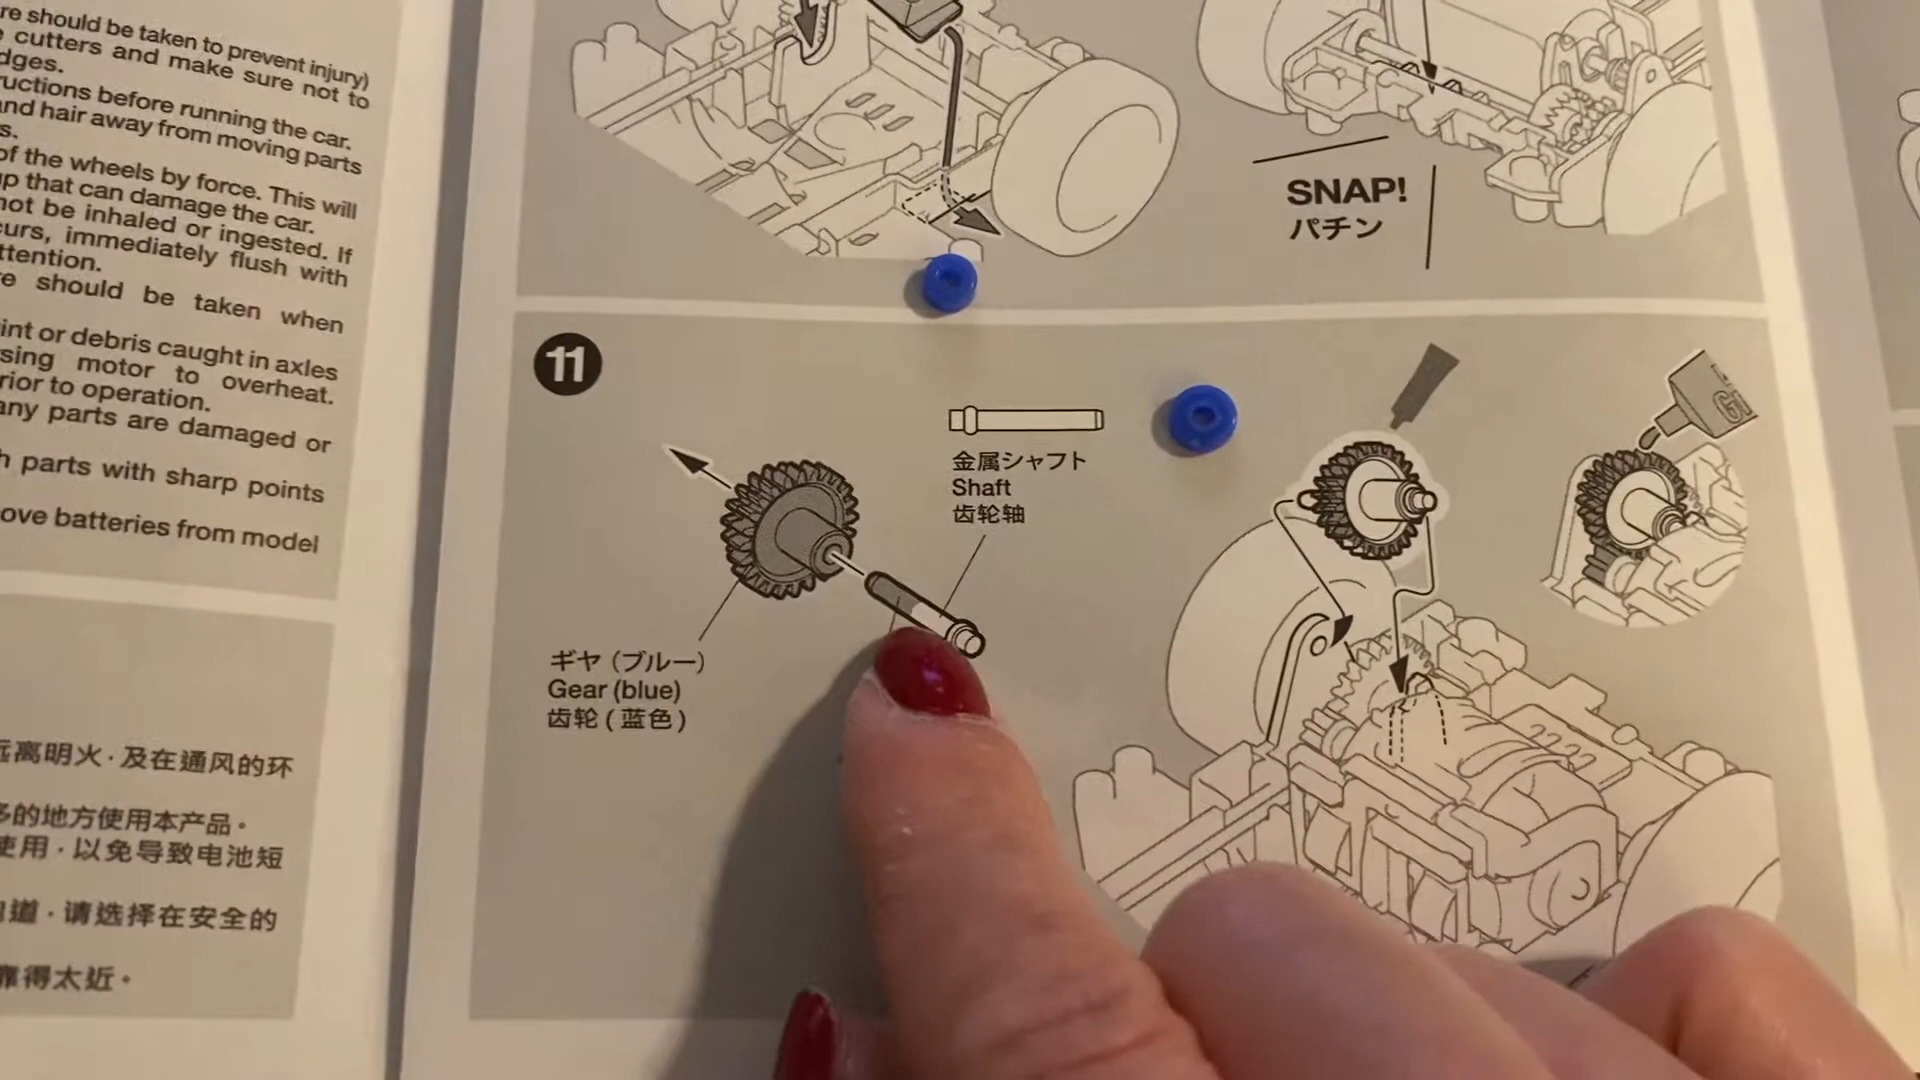 re should be taken to prevent injury)
cutters and make sure not to
dges.
ructions before running the car.
nd hair away from moving parts
s.
of the wheels by force. This will
up that can damage the car.
not be inhaled or ingested. If
curs, immediately flush with
ttention.
re should be taken when
int or debris caught in axles
sing motor to overheat.
rior to operation.
any parts are damaged or
h parts with sharp points
ove batteries from model
远离明火·及在通风的环
多的地方使用本产品。
使用·以免导致电池短
道·请选择在安全的
靠得太近。
SNAP!
パチン
11
金属シャフト
Shaft
齿轮轴
ギヤ（ブルー）
Gear (blue)
齿轮 ( 蓝色 )